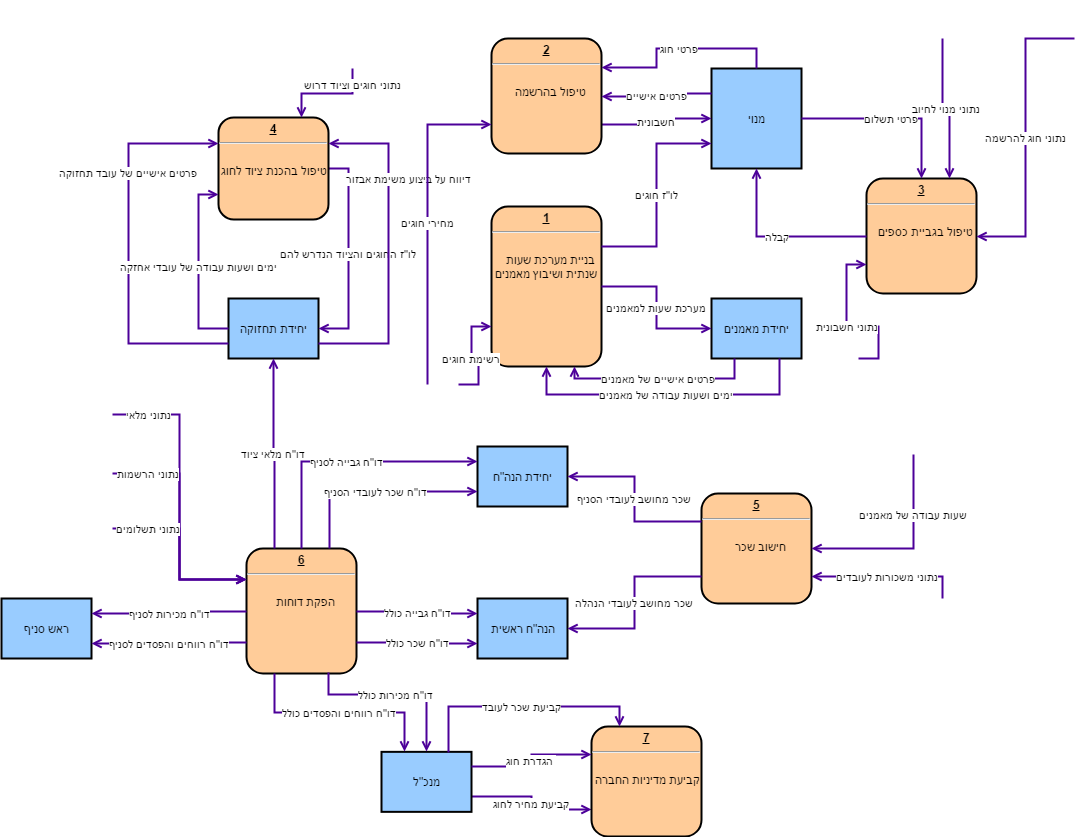 2
טיפול בהרשמה
פרטי חוג
פרטים אישיים
חשבונית
מנוי
נתוני מנוי לחיוב
פרטי תשלום
נתוני חוג להרשמה
3
טיפול בגביית כספים
קבלה
נתוני חשבונית
נתוני חוגים וציוד דרוש
4
טיפול בהכנת ציוד לחוג
פרטים אישיים של עובד תחזוקה
דיווח על ביצוע משימת אבזור
ימים ושעות עבודה של עובדי אחזקה
לו"ז החוגים והציוד הנדרש להם
יחידת תחזוקה
מחירי חוגים
לו"ז חוגים
1
בניית מערכת שעות
שנתית ושיבוץ מאמנים
מערכת שעות למאמנים
יחידת מאמנים
רשימת חוגים
פרטים אישיים של מאמנים
ימים ושעות עבודה של מאמנים
נתוני מלאי
נתוני הרשמות
נתוני תשלומים
דו"ח מלאי ציוד
דו"ח גבייה לסניף
דו"ח שכר לעובדי הסניף
יחידת הנה"ח
שכר מחושב לעובדי הסניף
5
חישוב שכר
שעות עבודה של מאמנים
נתוני משכורות לעובדים
שכר מחושב לעובדי הנהלה
6
הפקת דוחות
ראש סניף
דו"ח מכירות לסניף
דו"ח רווחים והפסדים לסניף
דו"ח גבייה כולל
דו"ח שכר כולל
הנה"ח ראשית
דו"ח מכירות כולל
דו"ח רווחים והפסדים כולל
מנכ"ל
קביעת שכר לעובד
הגדרת חוג
קביעת מחיר לחוג
7
קביעת מדיניות החברה